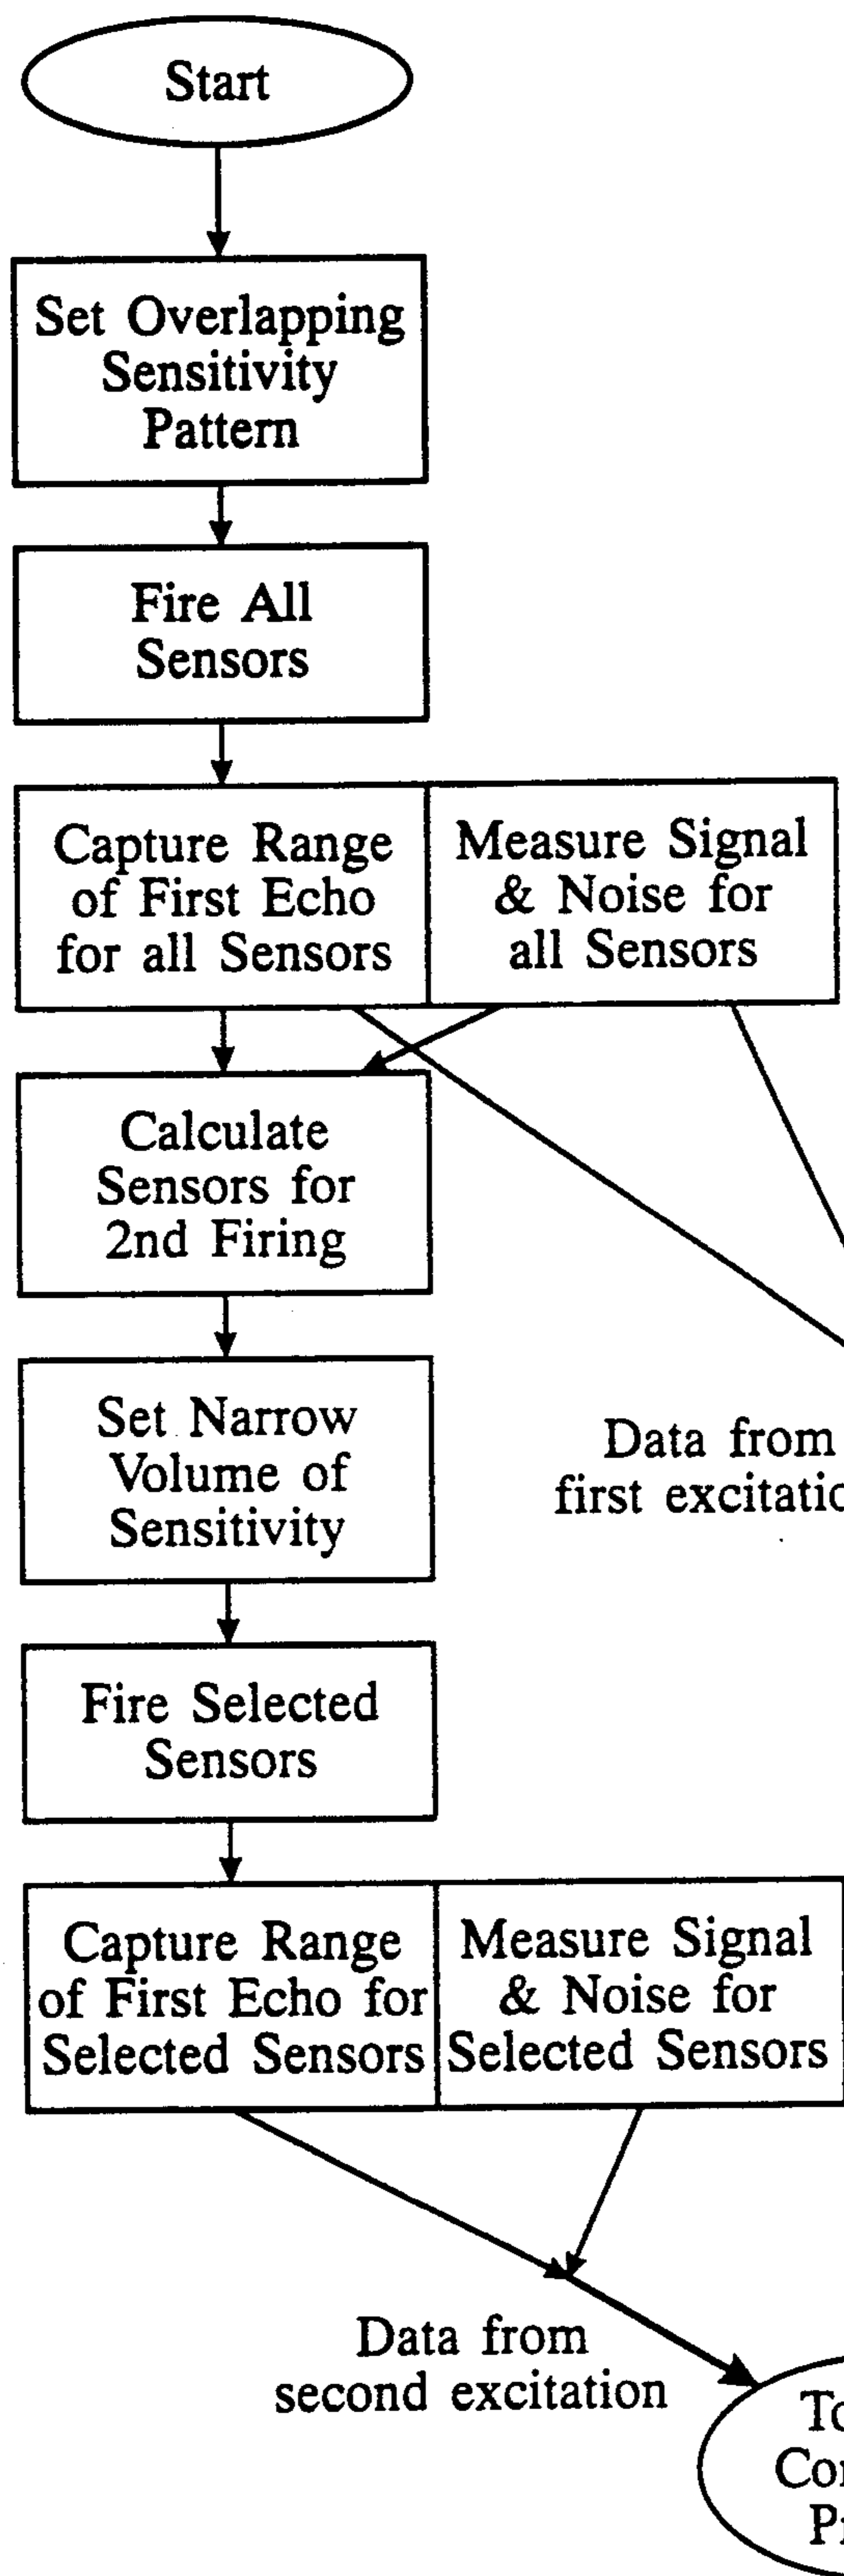 Start
Set Overlapping
Sensitivity
Pattern
Fire All
Sensors
Capture Range
of First Echo
for all Sensors
Measure Signal
& Noise for
all Sensors
Calculate
Sensors for
2nd Firing
Set Narrow
Volume of
Sensitivity
Data from
first
Fire Selected
Sensors
Capture Range
of First Echo for
Selected Sensors
Measure Signal
& Noise for
Selected Sensors
Data from
second excitation